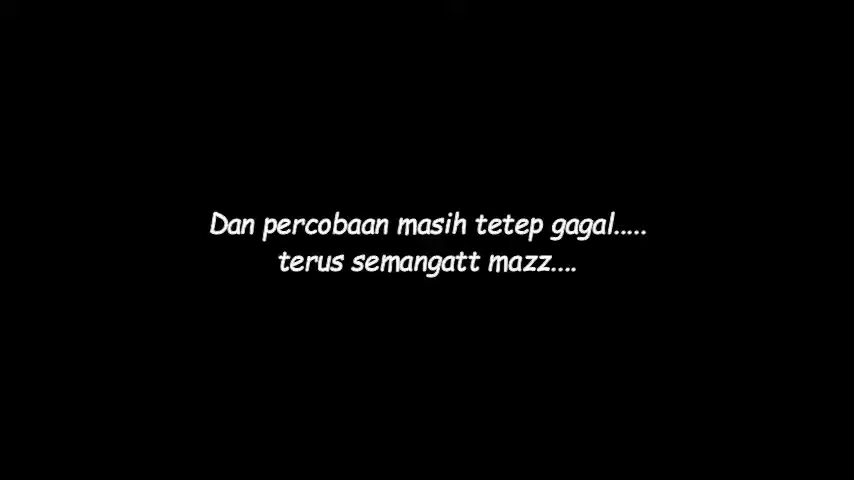 Dan percobaan masih tetep gagal.....
terus semangatt mazz....